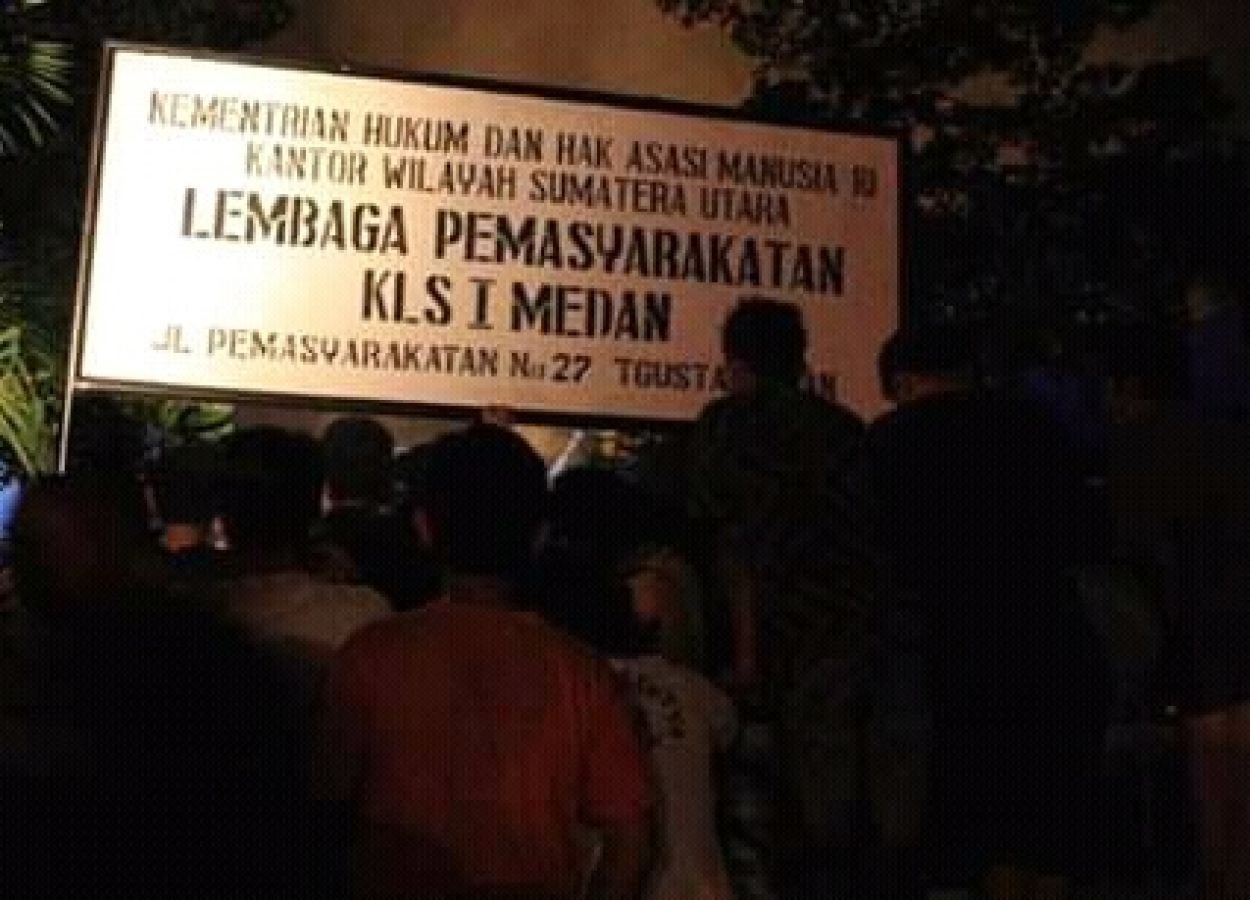 KEMENTRIAN HUKUM DAN HAK ASASI MANUSIA RI
KANTOR WILAYAH SUMATERA UTARA
LEMBAGA PEMASYARAKATAN
KLS I MEDAN
JL PEMASYARAKATAN No 27 TGUSTA